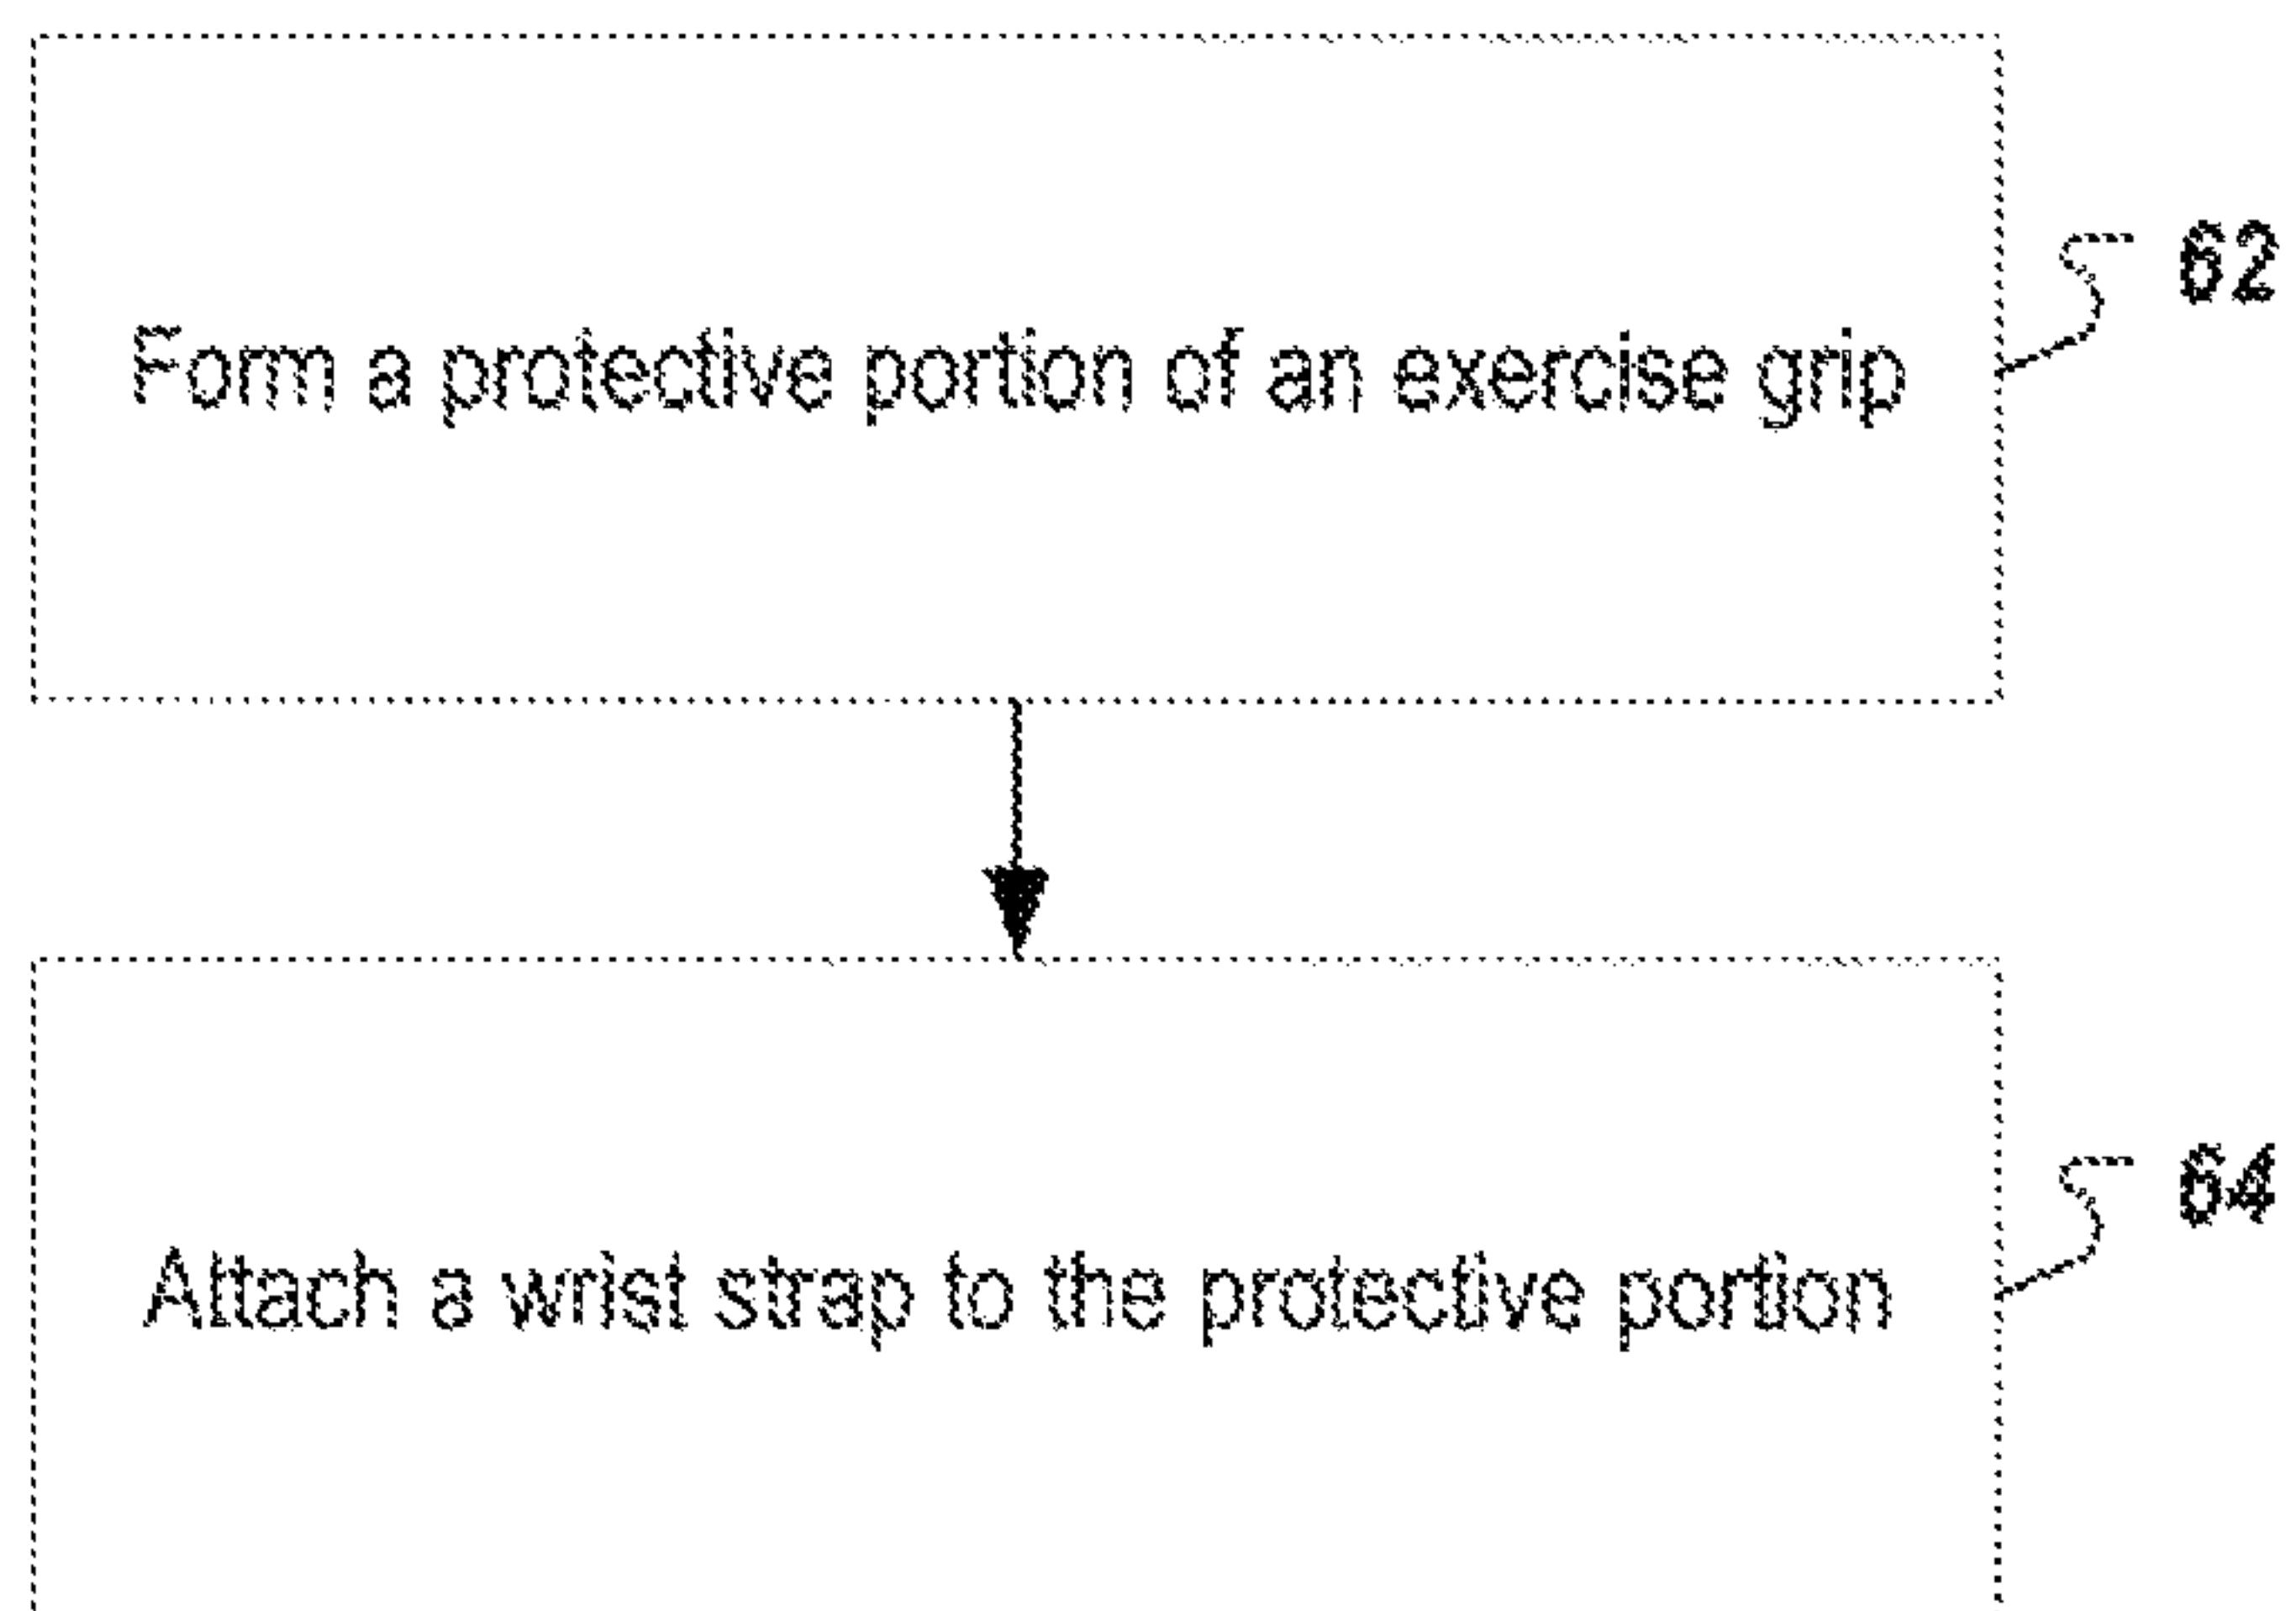 62
Form a protective portion of an exercise grip
64
Attach a wrist strap to the protective portion